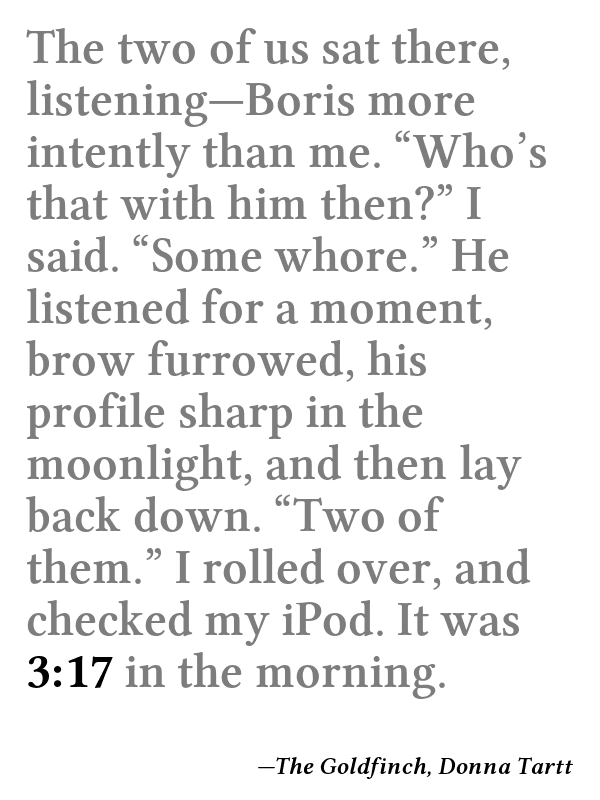 The two of us sat there,
listening—Boris more
intently than me. “Who’s
that with him then?” I
said. “Some whore.” He
listened for a moment,
brow furrowed, his
profile sharp in the
moonlight, and then lay
back down. “Two of
them.” I rolled over, and
checked my iPod. It was
3:17 in the morning.
—The Goldfinch, Donna Tartt